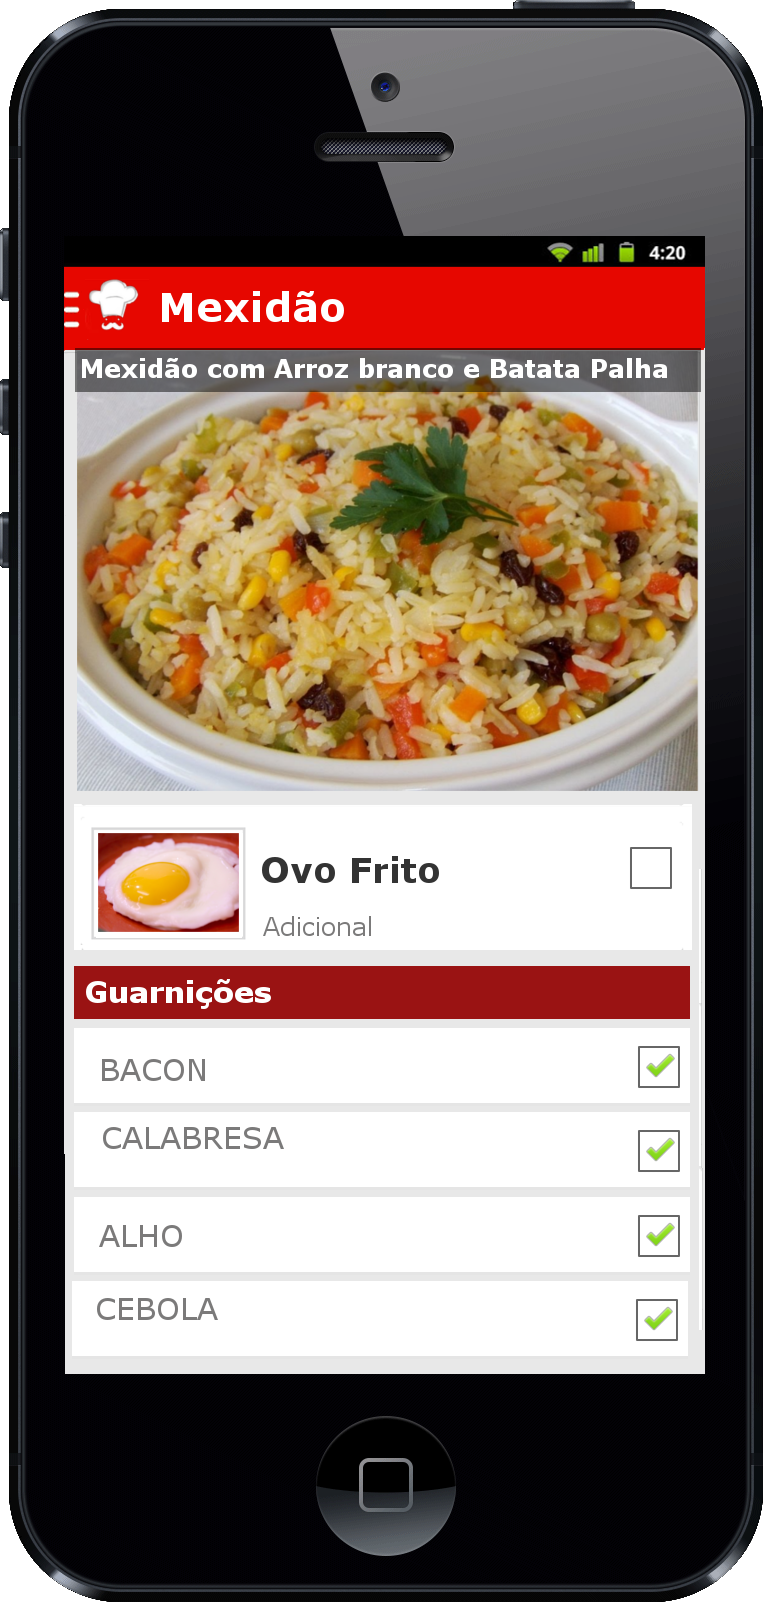 4:20
Mexidão
Mexidão com Arroz branco e Batata Palha
Ovo Frito
Adicional
Guarnições
BACON
CALABRESA
ALHO
CEBOLA